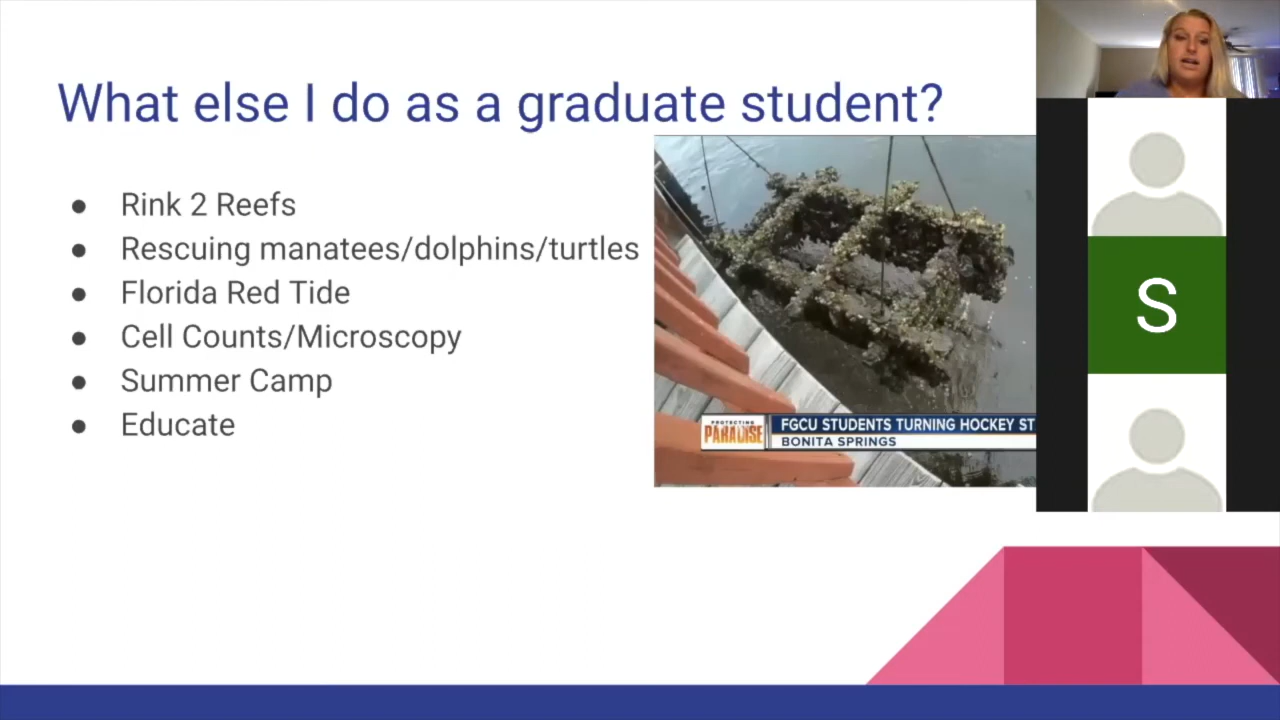 What else I do as a graduate student?
● Rink 2 Reefs
● Rescuing manatees/dolphins/turtles
● Florida Red Tide
● Cell Counts/Microscopy
● Summer Camp
● Educate
PROTECTING
PARADISE
FGCU STUDENTS TURNING HOCKEY ST
BONITA SPRINGS
S